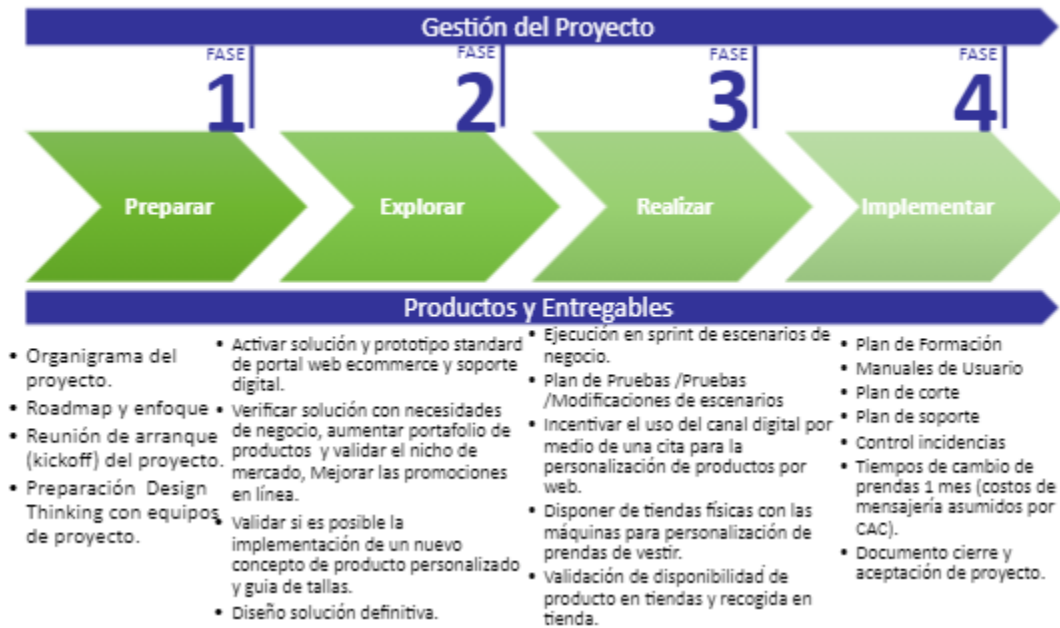 Gestión del Proyecto
FASE
1
FASE
2
FASE
3
FASE
4
Preparar
Explorar
Realizar
Implementar
Productos y Entregables
• Organigrama del
proyecto.
• Roadmap y enfoque
• Reunión de arranque
(kickoff) del proyecto.
• Preparación Design
Thinking con equipos
de proyecto.
• Activar solución y prototipo standard
de portal web ecommerce y soporte
digital.
• Verificar solución con necesidades
de negocio, aumentar portafolio de
productos y validar el nicho de
mercado, Mejorar las promociones
en línea.
• Validar si es posible la
implementación de un nuevo
concepto de producto personalizado
y guia de tallas.
• Diseño solución definitiva.
• Ejecución en sprint de escenarios de
negocio.
• Plan de Pruebas /Pruebas
/Modificaciones de escenarios
• Incentivar el uso del canal digital por
medio de una cita para la
personalización de productos por
web.
• Disponer de tiendas físicas con las
máquinas para personalización de
prendas de vestir.
• Validación de disponibilidad de
producto en tiendas y recogida en
tienda.
• Plan de Formación
• Manuales de Usuario
• Plan de corte
• Plan de soporte
• Control incidencias
• Tiempos de cambio de
prendas 1 mes (costos de
mensajería asumidos por
CAC).
• Documento cierre y
aceptación de proyecto.